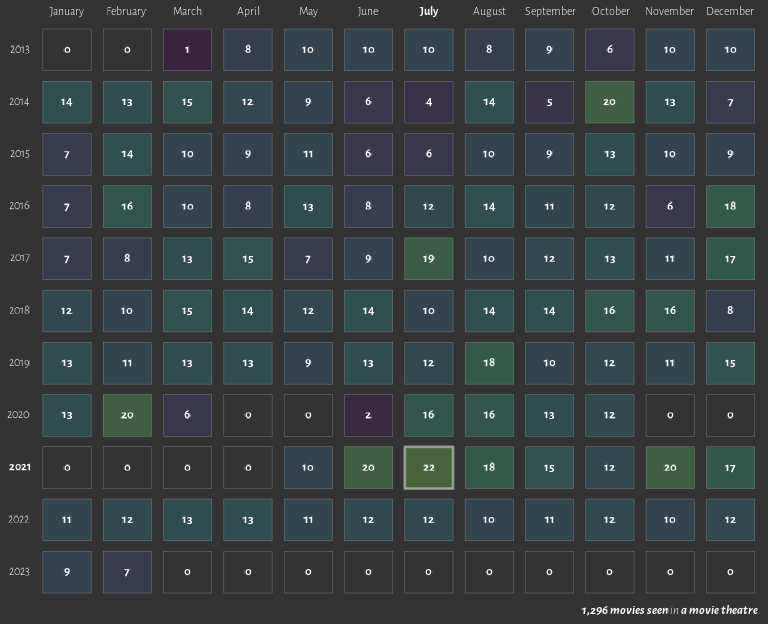 January February March April May June July August September October November December
2013 0 0 1 8 10 10 10 8 9 6 10 10
2014 14 13 15 12 9 6 4 14 5 20 13 7
2015 7 14 10 9 11 6 6 10 9 13 10 9
2016 7 16 10 8 13 8 12 14 11 12 6 18
2017 7 8 13 15 7 9 19 10 12 13 11 17
2018 12 10 15 14 12 14 10 14 14 16 16 8
2019 13 11 13 13 9 13 12 18 10 12 11 15
2020 13 20 6 0 0 2 16 16 13 12 0 0
2021 0 0 0 0 10 20 22 18 15 12 20 17
2022 11 12 13 13 11 12 12 10 11 12 10 12
2023 9 7 0 0 0 0 0 0 0 0 0 0
1,296 movies seen in a movie theatre.